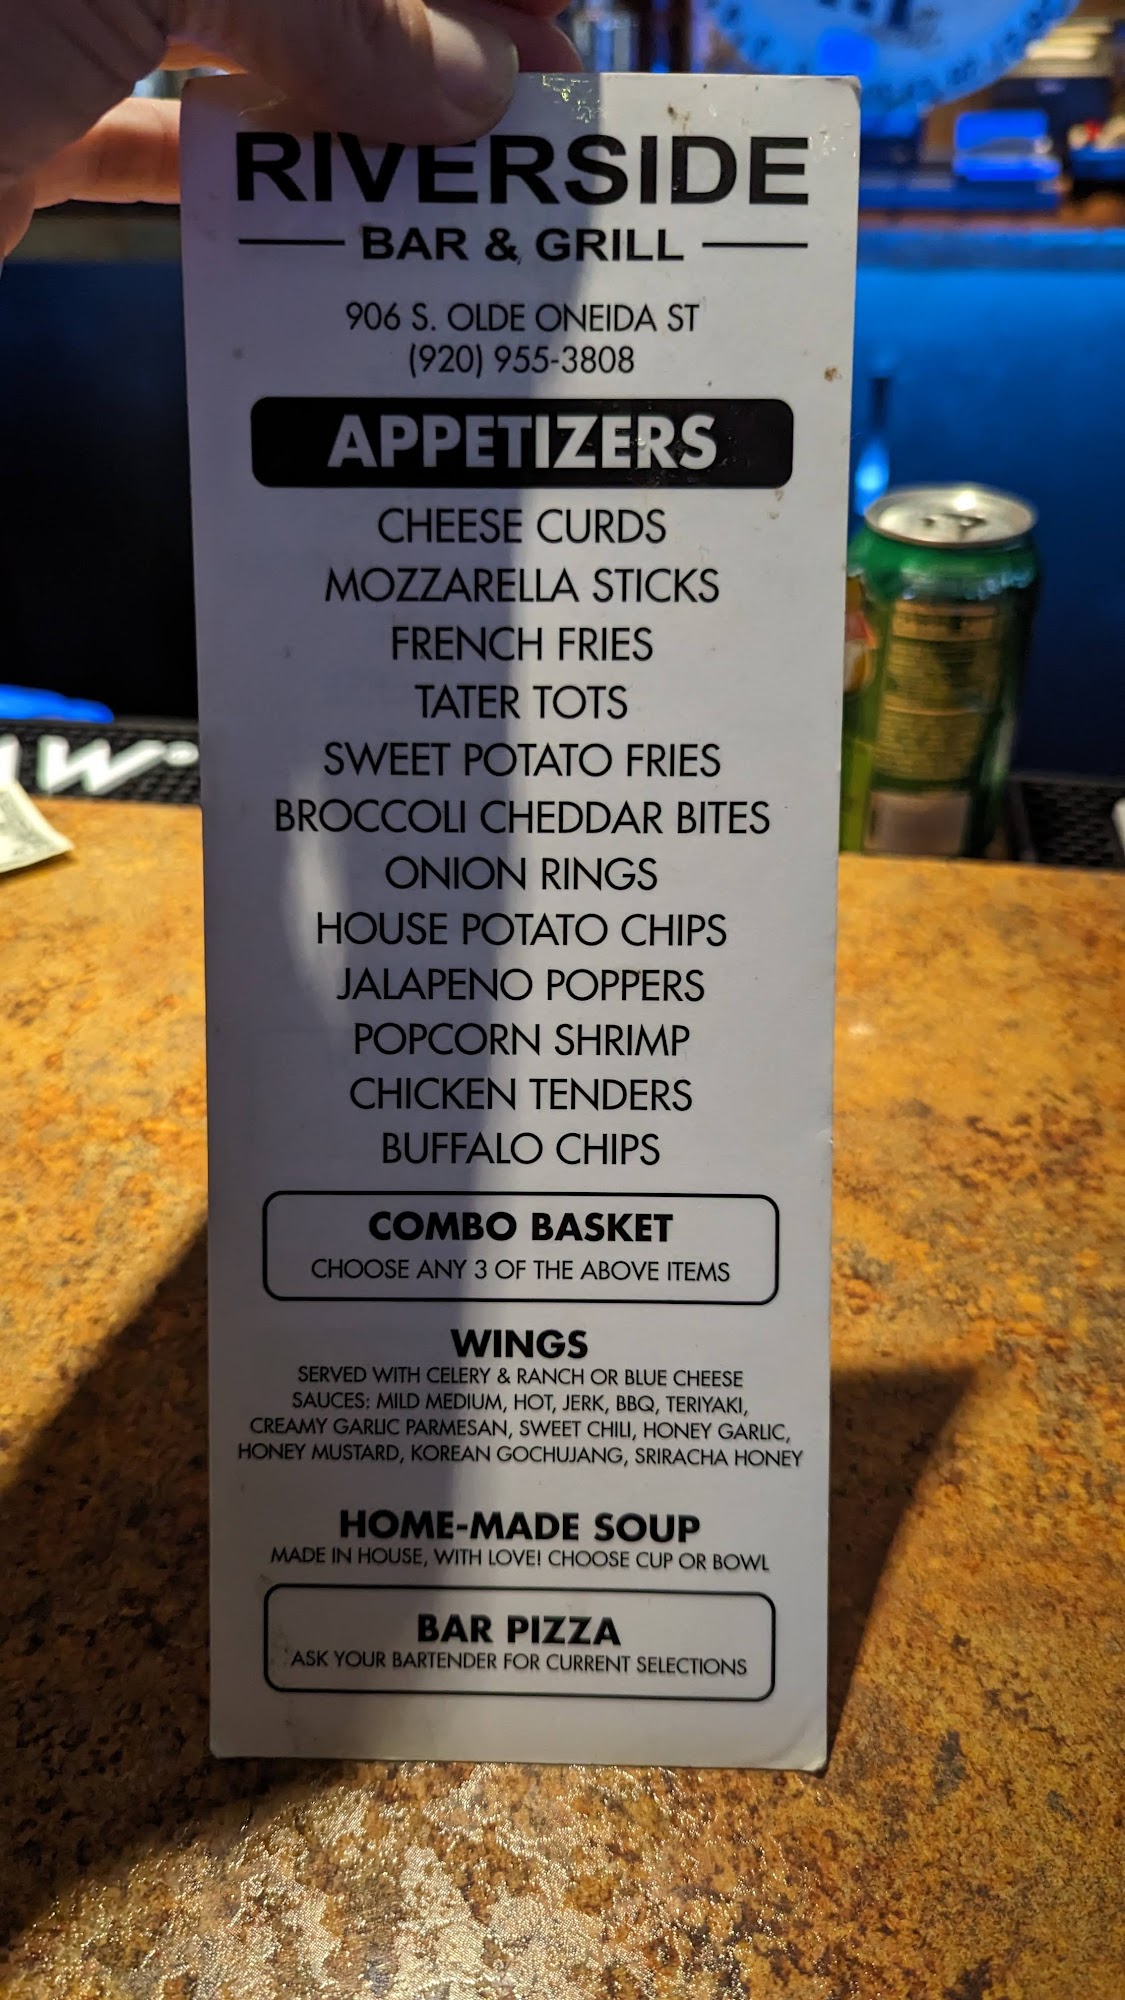 RIVERSIDE
BAR & GRILL
906 S. OLDE ONEIDA ST
(920) 955-3808
APPETIZERS
CHEESE CURDS
MOZZARELLA STICKS
FRENCH FRIES
TATER TOTS
SWEET POTATO FRIES
BROCCOLI CHEDDAR BITES
ONION RINGS
HOUSE POTATO CHIPS
JALAPENO POPPERS
POPCORN SHRIMP
CHICKEN TENDERS
BUFFALO CHIPS
COMBO BASKET
CHOOSE ANY 3 OF THE ABOVE ITEMS
WINGS
SERVED WITH CELERY & RANCH OR BLUE CHEESE
SAUCES: MILD MEDIUM, HOT, JERK, BBQ, TERIYAKI,
CREAMY GARLIC PARMESAN, SWEET CHILI, HONEY GARLIC,
HONEY MUSTARD, KOREAN GOCHUJANG, SRIRACHA HONEY
HOME-MADE SOUP
MADE IN HOUSE, WITH LOVE! CHOOSE CUP OR BOWL
BAR PIZZA
ASK YOUR BARTENDER FOR CURRENT SELECTIONS